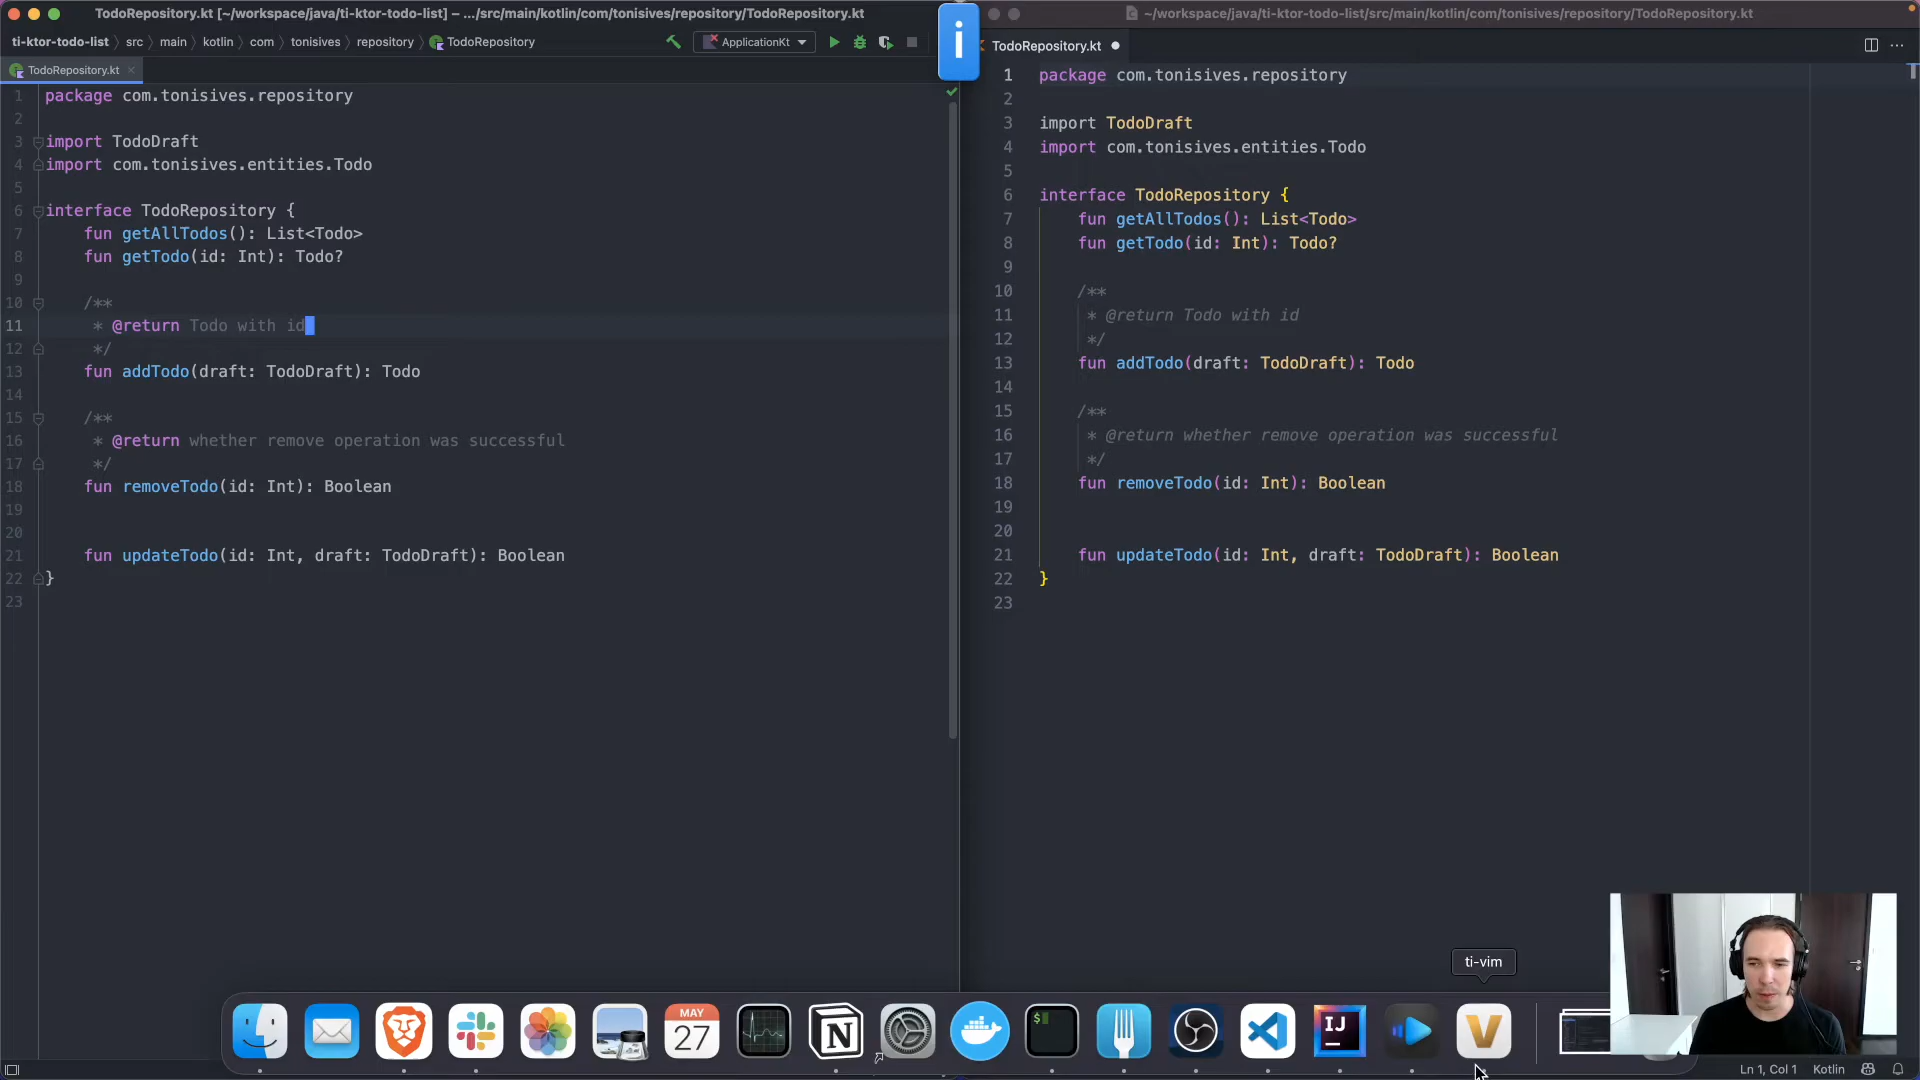 TodoRepository.kt [~/workspace/java/ti-ktor-todo-list] – .../src/main/kotlin/com/tonisives/repository/TodoRepository.kt
ti-ktor-todo-list 〉 src 〉 main 〉 kotlin 〉 com 〉 tonisives 〉 repository 〉 TodoRepository
ApplicationKt
TodoRepository.kt
1 package com.tonisives.repository
2
3 import TodoDraft
4 import com.tonisives.entities.Todo
5
6 interface TodoRepository {
7 fun getAllTodos(): List<Todo>
8 fun getTodo(id: Int): Todo?
9
10 /**
11 * @return Todo with id
12 */
13 fun addTodo(draft: TodoDraft): Todo
14
15 /**
16 * @return whether remove operation was successful
17 */
18 fun removeTodo(id: Int): Boolean
19
20
21 fun updateTodo(id: Int, draft: TodoDraft): Boolean
22 }
23
i
~/workspace/java/ti-ktor-todo-list/src/main/kotlin/com/tonisives/repository/TodoRepository.kt
TodoRepository.kt
1 package com.tonisives.repository
2
3 import TodoDraft
4 import com.tonisives.entities.Todo
5
6 interface TodoRepository {
7 fun getAllTodos(): List<Todo>
8 fun getTodo(id: Int): Todo?
9
10 /**
11 * @return Todo with id
12 */
13 fun addTodo(draft: TodoDraft): Todo
14
15 /**
16 * @return whether remove operation was successful
17 */
18 fun removeTodo(id: Int): Boolean
19
20
21 fun updateTodo(id: Int, draft: TodoDraft): Boolean
22 }
23
ti-vim
MAY
27
N
$
IJ
V
Ln 1, Col 1 Kotlin